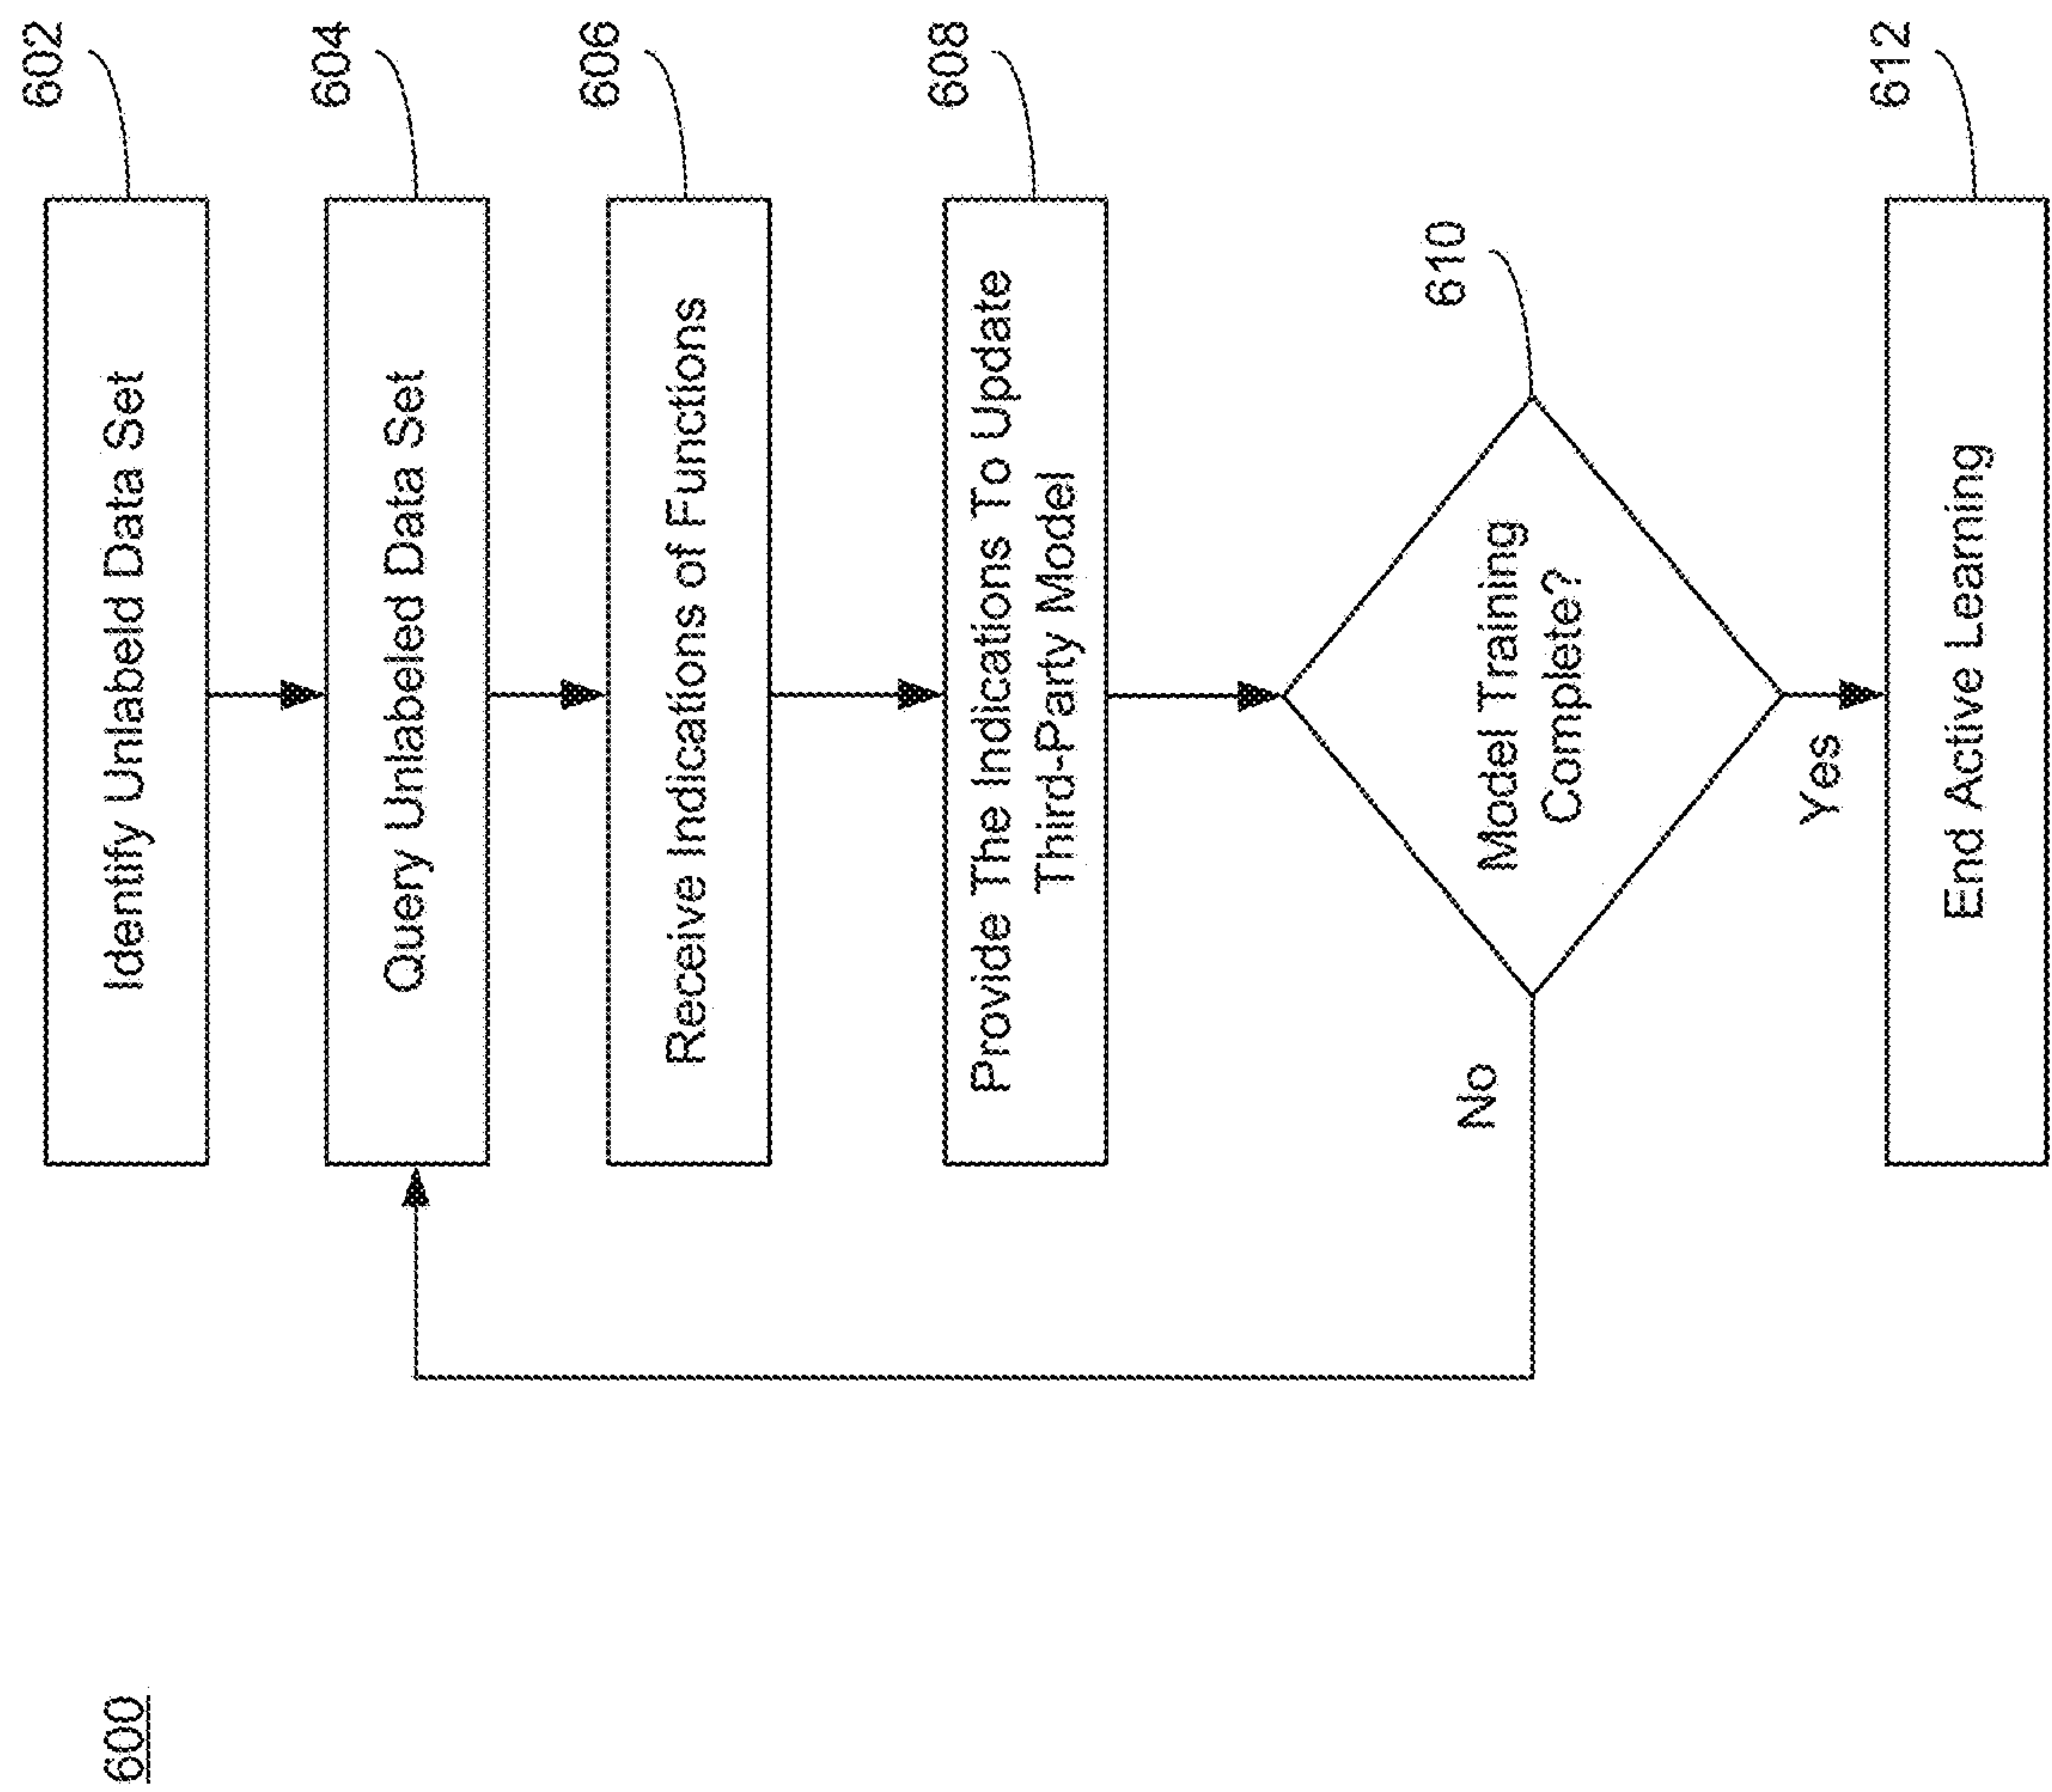 600
602
Identify Unlabeld Data Set
604
Query Unlabeled Data Set
606
Receive Indications of Functions
608
Provide The Indications To Update
Third-Party Model
610
Model Training
Complete?
No
Yes
612
End Active Learning